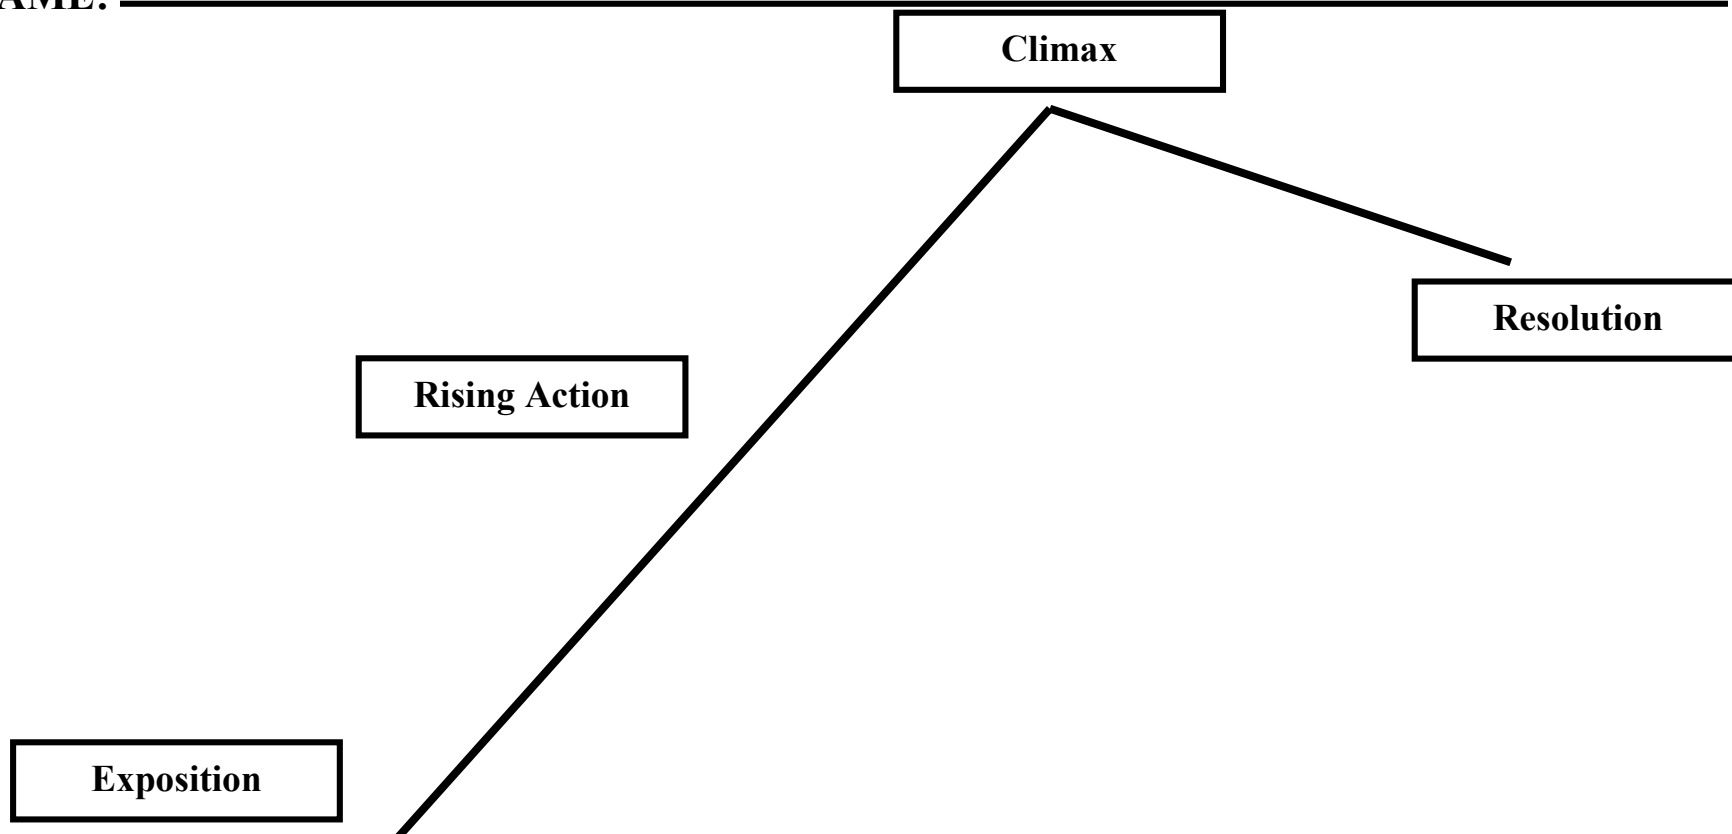 AME:
Climax
Resolution
Rising Action
Exposition